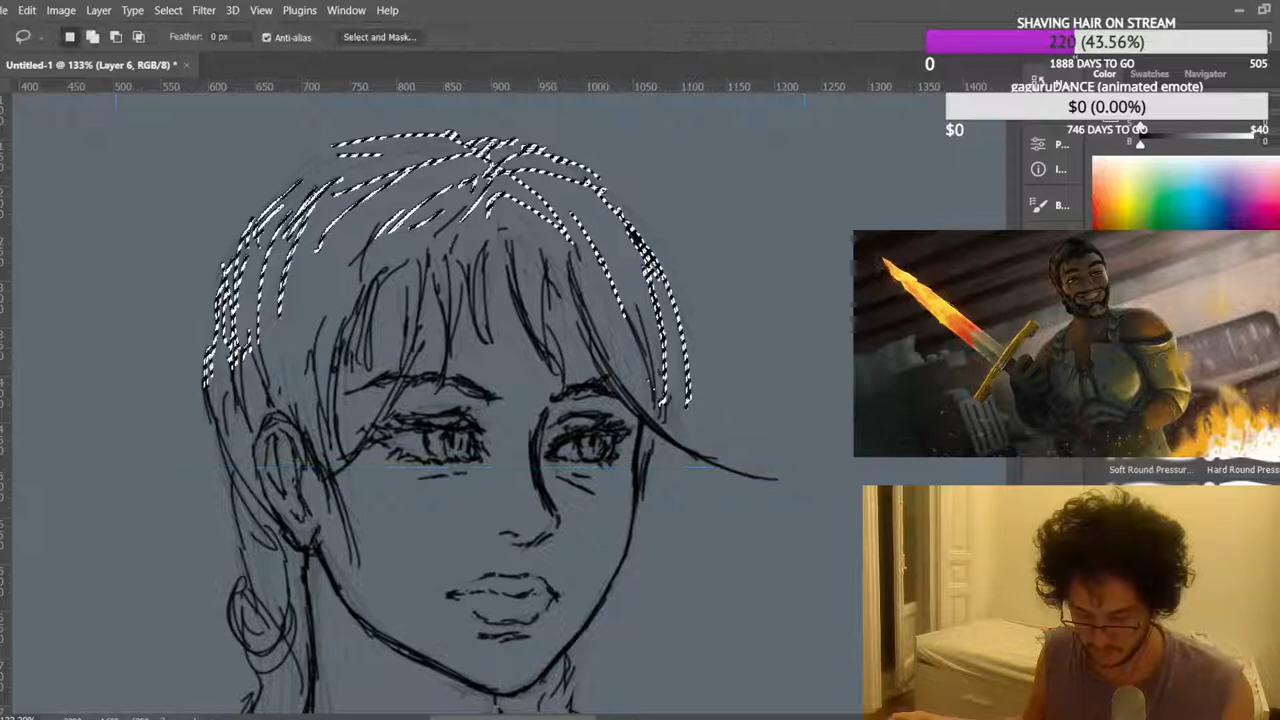 le Edit Image Layer Type Select Filter 3D View Plugins Window Help
Feather: 0 px Anti-alias Select and Mask...
Untitled-1 @ 133% (Layer 6, RGB/8) *
400 450 500 550 600 650 700 750 800 850 900 950 1000 1050 1100 1150 1200 1250 1300 1350 1400
SHAVING HAIR ON STREAM
220 (43.56%)
0 1888 DAYS TO GO 505
Color Swatches Navigator
gaguruDANCE (animated emote)
$0 (0.00%)
$0 746 DAYS TO GO $40
B
P...
I...
B...
Soft Round Pressur... Hard Round Press